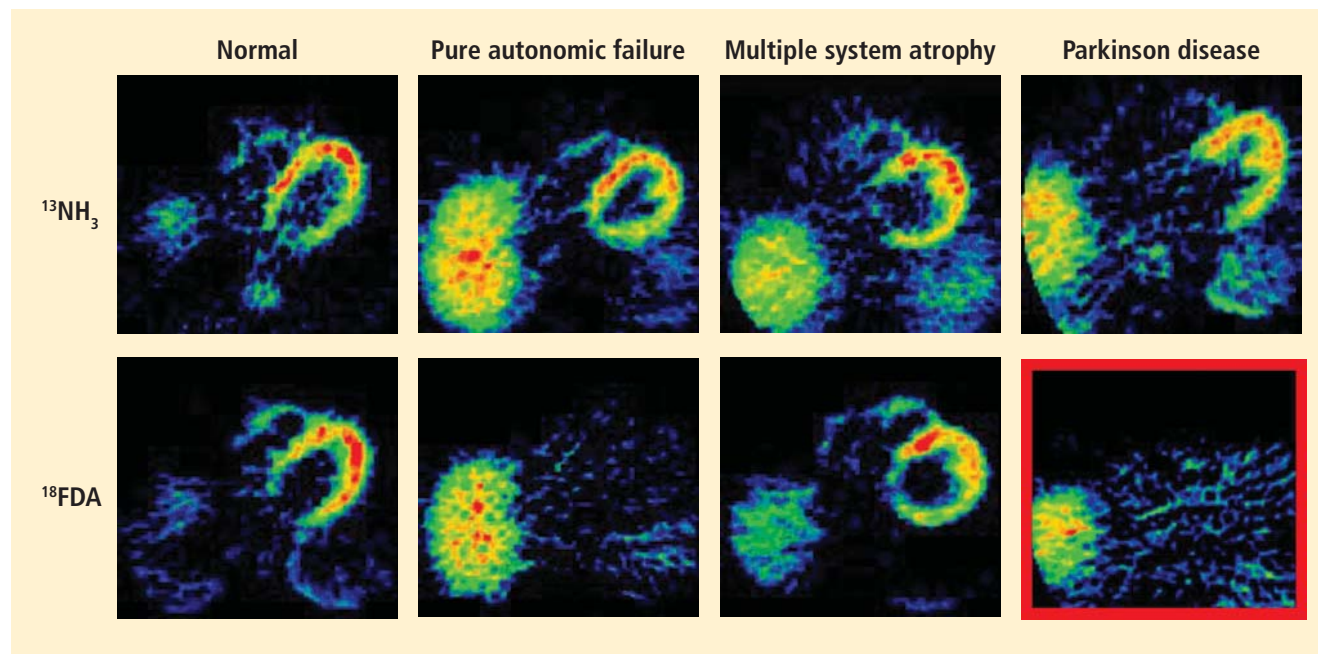 Normal
Pure autonomic failure
Multiple system atrophy
Parkinson disease
¹³NH₃
¹⁸FDA